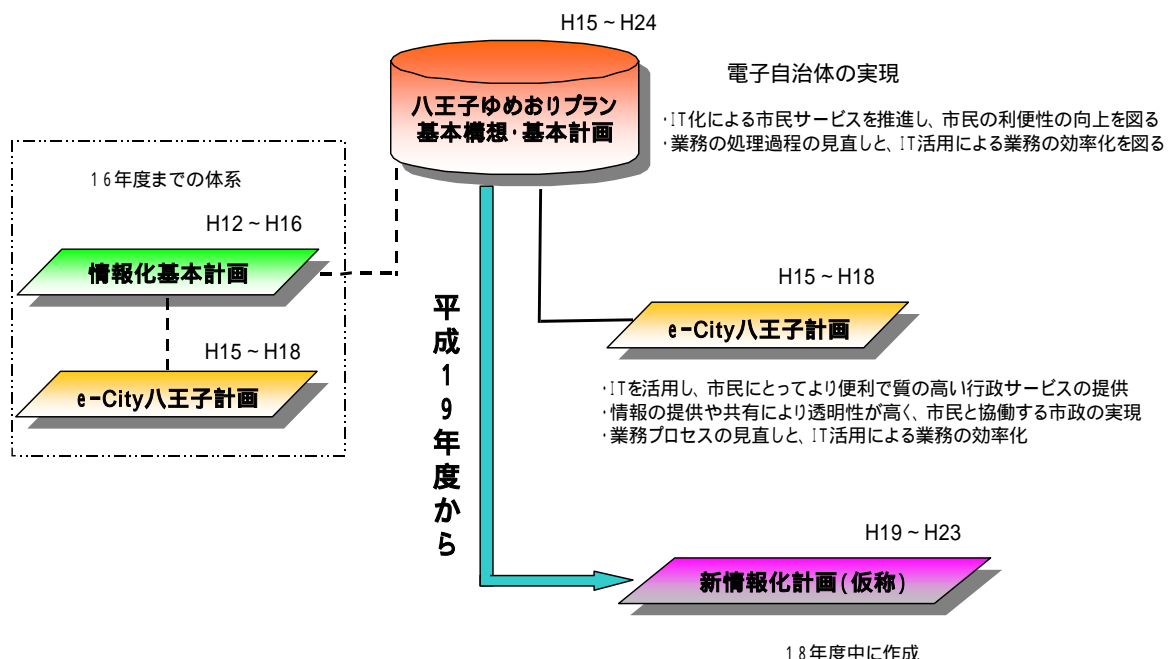 H15~H24
八王子ゆめおりプラン
基本構想・基本計画
電子自治体の実現
・IT化による市民サービスを推進し、市民の利便性の向上を図る
・業務の処理過程の見直しと、IT活用による業務の効率化を図る
16年度までの体系
H12~H16
情報化基本計画
H15~H18
e-City八王子計画
平成19年度から
H15~H18
e-City八王子計画
・ITを活用し、市民にとってより便利で質の高い行政サービスの提供
・情報の提供や共有により透明性が高く、市民と協働する市政の実現
・業務プロセスの見直しと、IT活用による業務の効率化
H19~H23
新情報化計画(仮称)
18年度中に作成